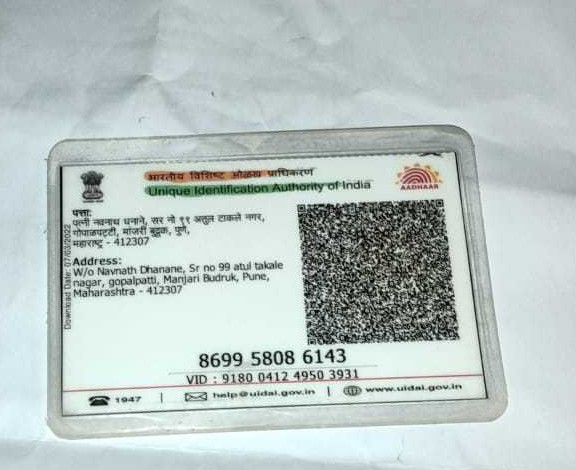 भारतीय विशिष्ट ओळख प्राधिकरण
Unique Identification Authority of India
AADHAAR
पत्ता:
पत्नी नवनाथ धनाने, सर नो ९९ अतुल टाकले नगर,
गोपाळपट्टी, मांजरी बुद्रूक, पुणे,
महाराष्ट्र - 412307
Address:
W/o Navnath Dhanane, Sr no 99 atul takale
nagar, gopalpatti, Manjari Budruk, Pune,
Maharashtra - 412307
Download Date: 07/03/2022
8699 5808 6143
VID : 9180 0412 4950 3931
1947
help@uidai.gov.in
www.uidai.gov.in